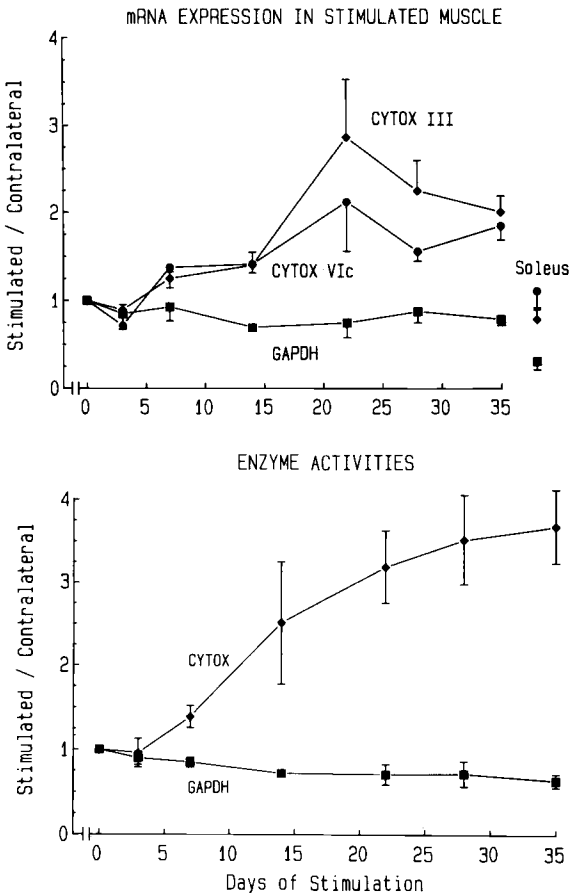 mRNA EXPRESSION IN STIMULATED MUSCLE
4
3
2
1
0
Stimulated / Contralateral
CYTOX III
CYTOX VIc
GAPDH
Soleus
0 5 10 15 20 25 30 35
ENZYME ACTIVITIES
4
3
2
1
0
Stimulated / Contralateral
CYTOX
GAPDH
0 5 10 15 20 25 30 35
Days of Stimulation